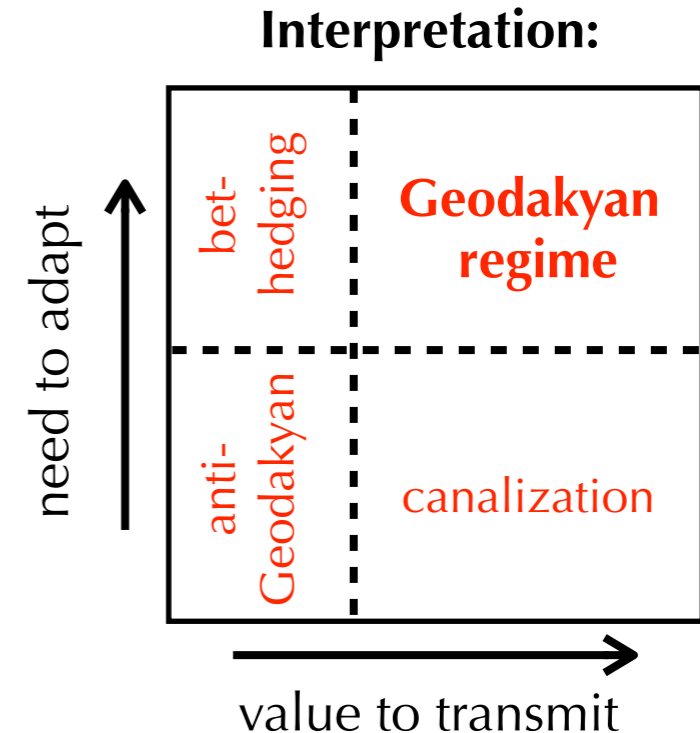 Interpretation:
need to adapt
bet-
hedging
Geodakyan
regime
anti-
Geodakyan
canalization
value to transmit